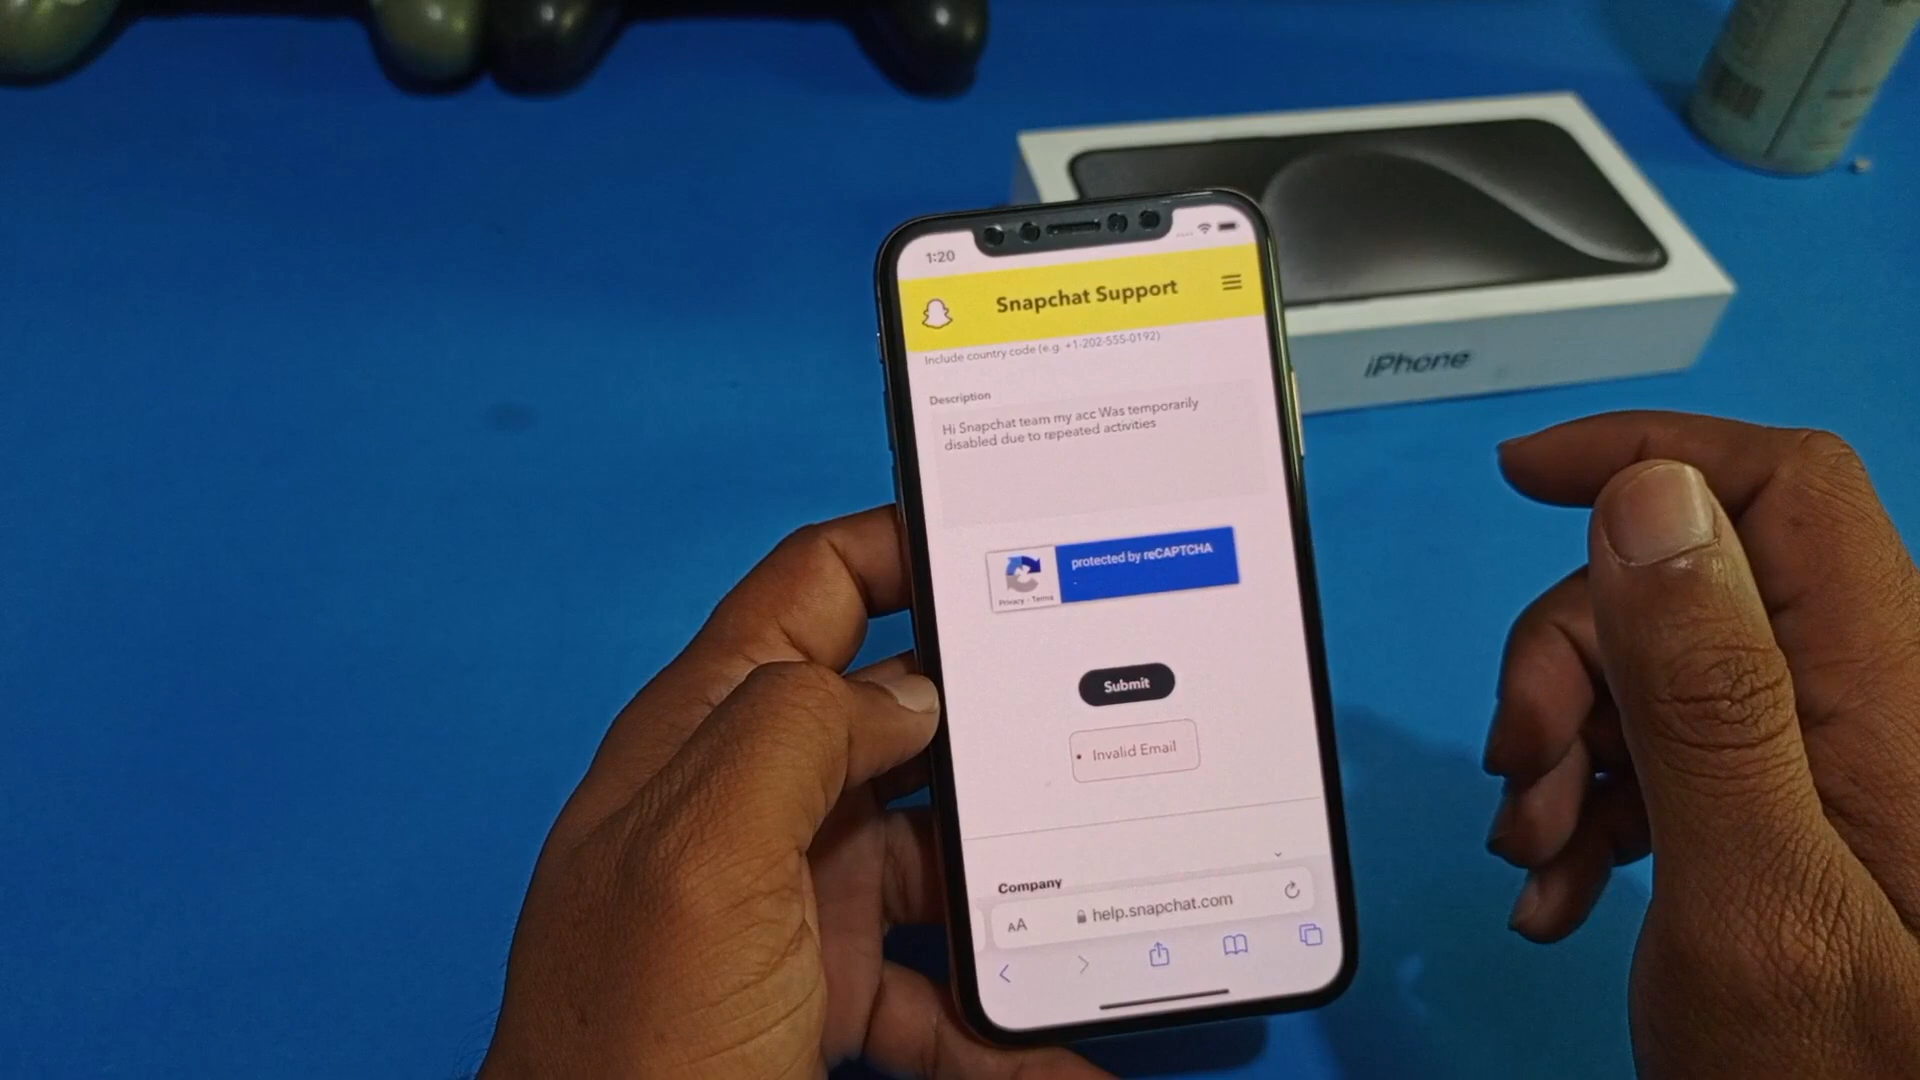 1:20
Snapchat Support
Include country code (e.g. +1-202-555-0192)
Description
Hi Snapchat team my acc Was temporarily
disabled due to repeated activities
protected by reCAPTCHA
Privacy - Terms
Submit
• Invalid Email
Company
AA
help.snapchat.com
iPhone